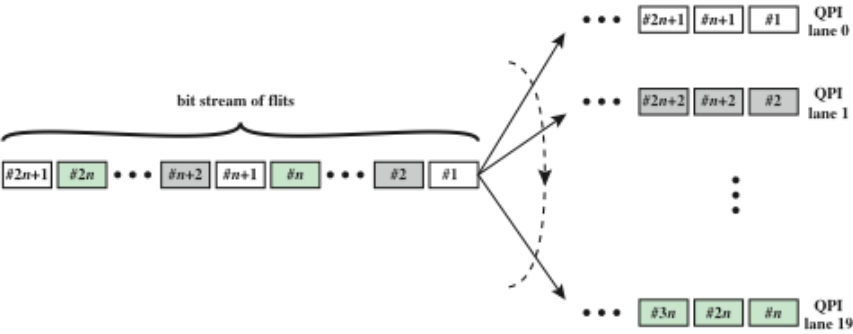 #2n+1 #n+1 #1 QPI
lane 0
#2n+2 #n+2 #2 QPI
lane 1
bit stream of flits
#2n+1 #2n #n+2 #n+1 #n #2 #1
#3n #2n #n QPI
lane 19